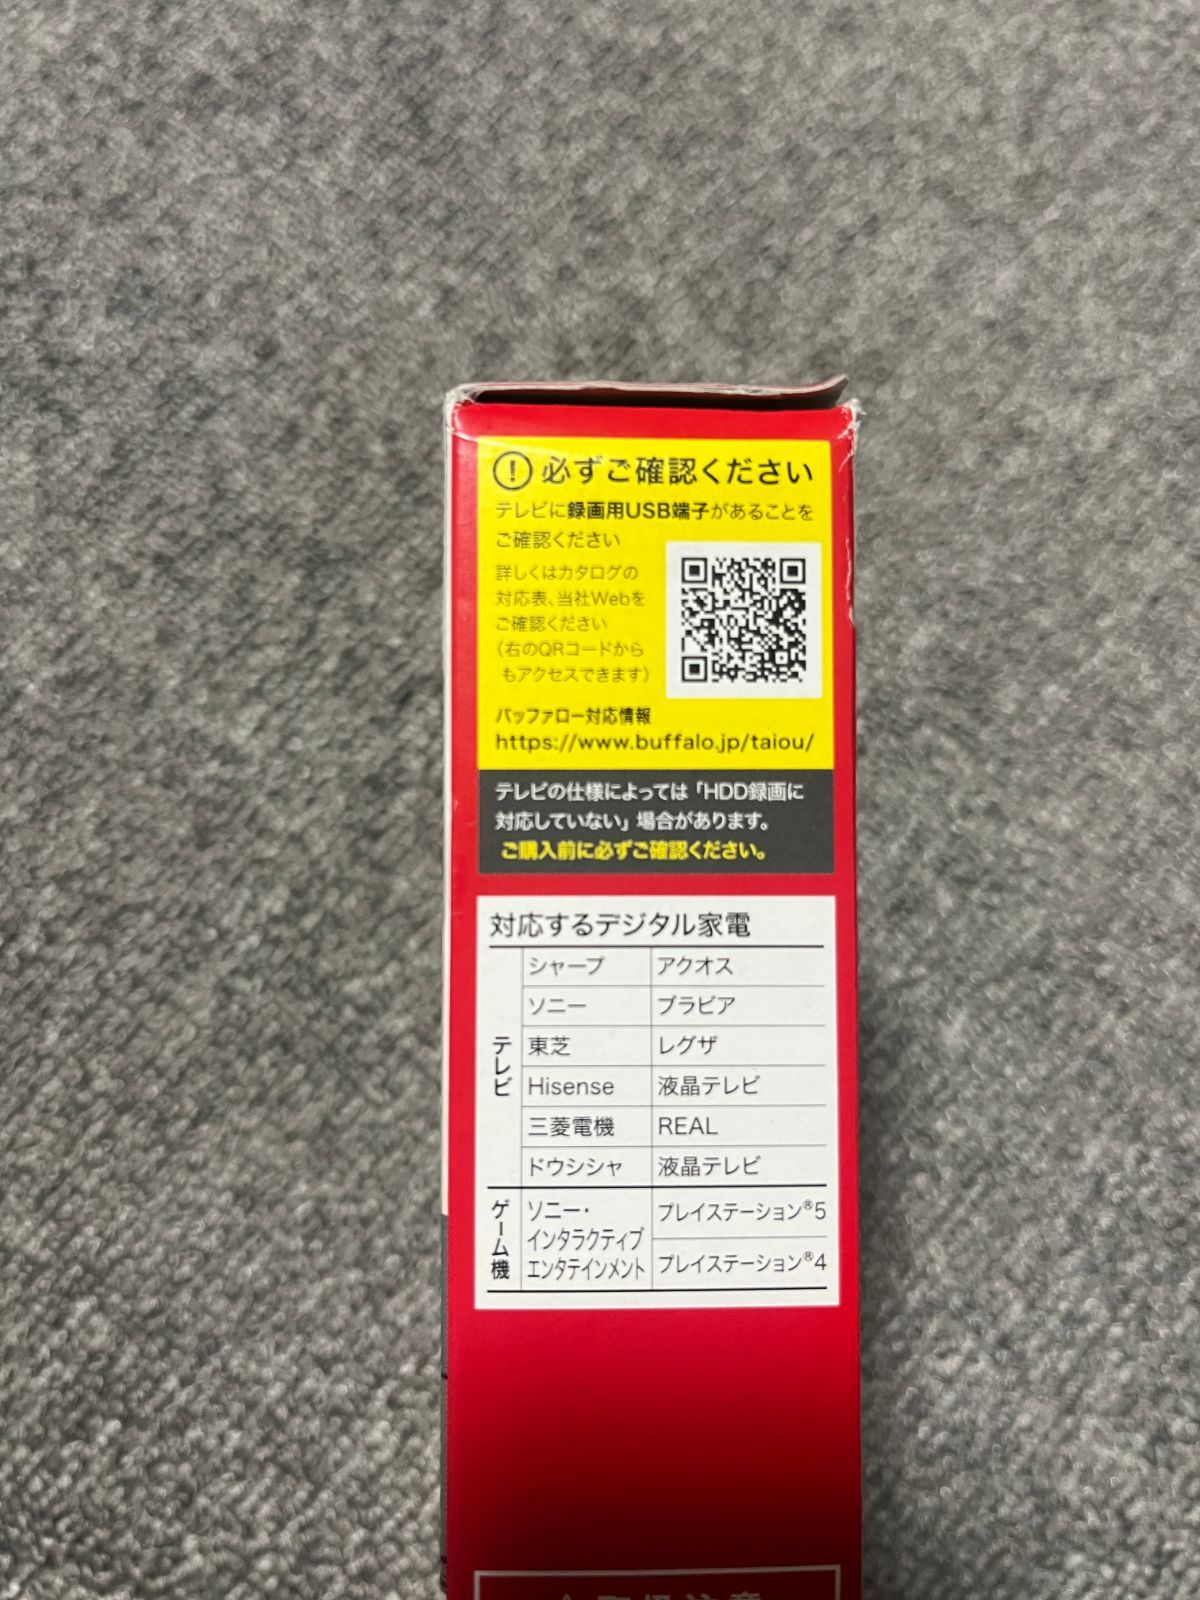 必ずご確認ください
テレビに録画用USB端子があることを
ご確認ください
詳しくはカタログの
対応表、当社Webを
ご確認ください
(右のQRコードから
もアクセスできます)
バッファロー対応情報
https://www.buffalo.jp/taiou/
テレビの仕様によっては「HDD録画に
対応していない」場合があります。
ご購入前に必ずご確認ください。
対応するデジタル家電
テレビ
シャープ アクオス
ソニー ブラビア
東芝 レグザ
Hisense 液晶テレビ
三菱電機 REAL
ドウシシャ 液晶テレビ
ゲーム機
ソニー・
インタラクティブ
エンタテインメント
プレイステーション®5
プレイステーション®4